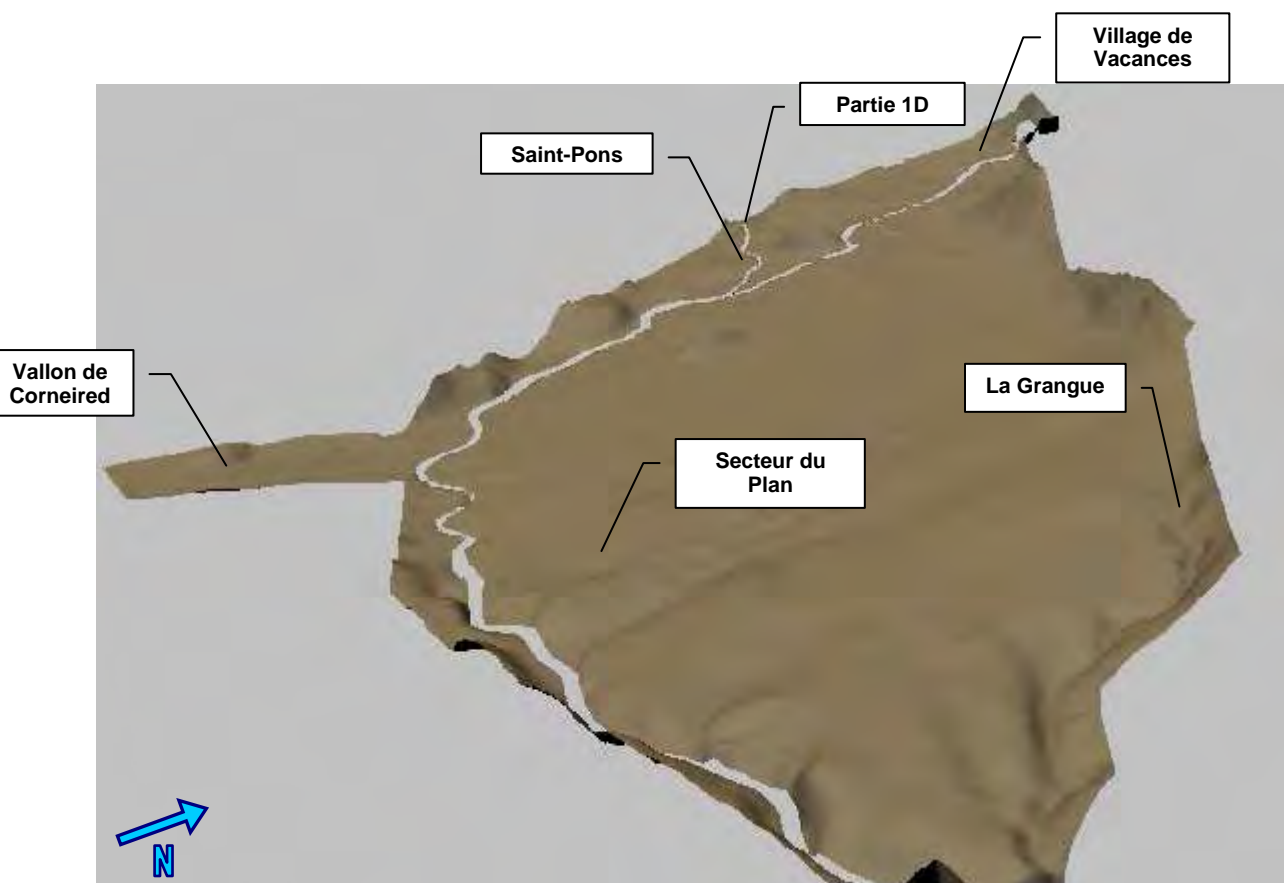 Village de
Vacances
Partie 1D
Saint-Pons
Vallon de
Corneired
La Grangue
Secteur du
Plan
N